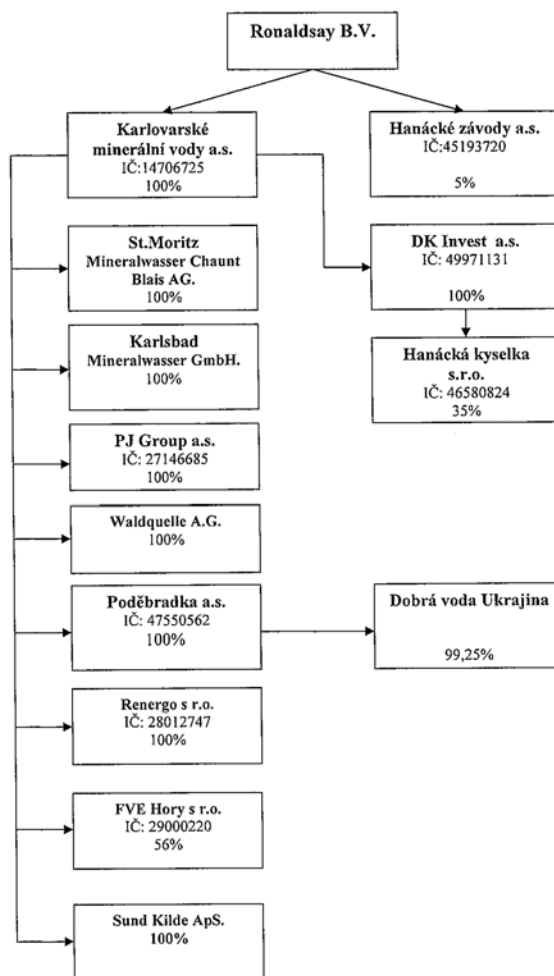 Ronaldsay B.V.
Karlovarské
minerální vody a.s.
IČ:14706725
100%
Hanácké závody a.s.
IČ:45193720
5%
St.Moritz
Mineralwasser Chaunt
Blais AG.
100%
DK Invest a.s.
IČ: 49971131
100%
Karlsbad
Mineralwasser GmbH.
100%
Hanácká kyselka
s.r.o.
IČ: 46580824
35%
PJ Group a.s.
IČ: 27146685
100%
Waldquelle A.G.
100%
Poděbradka a.s.
IČ: 47550562
100%
Dobrá voda Ukrajina
99,25%
Renergo s r.o.
IČ: 28012747
100%
FVE Hory s r.o.
IČ: 29000220
56%
Sund Kilde ApS.
100%